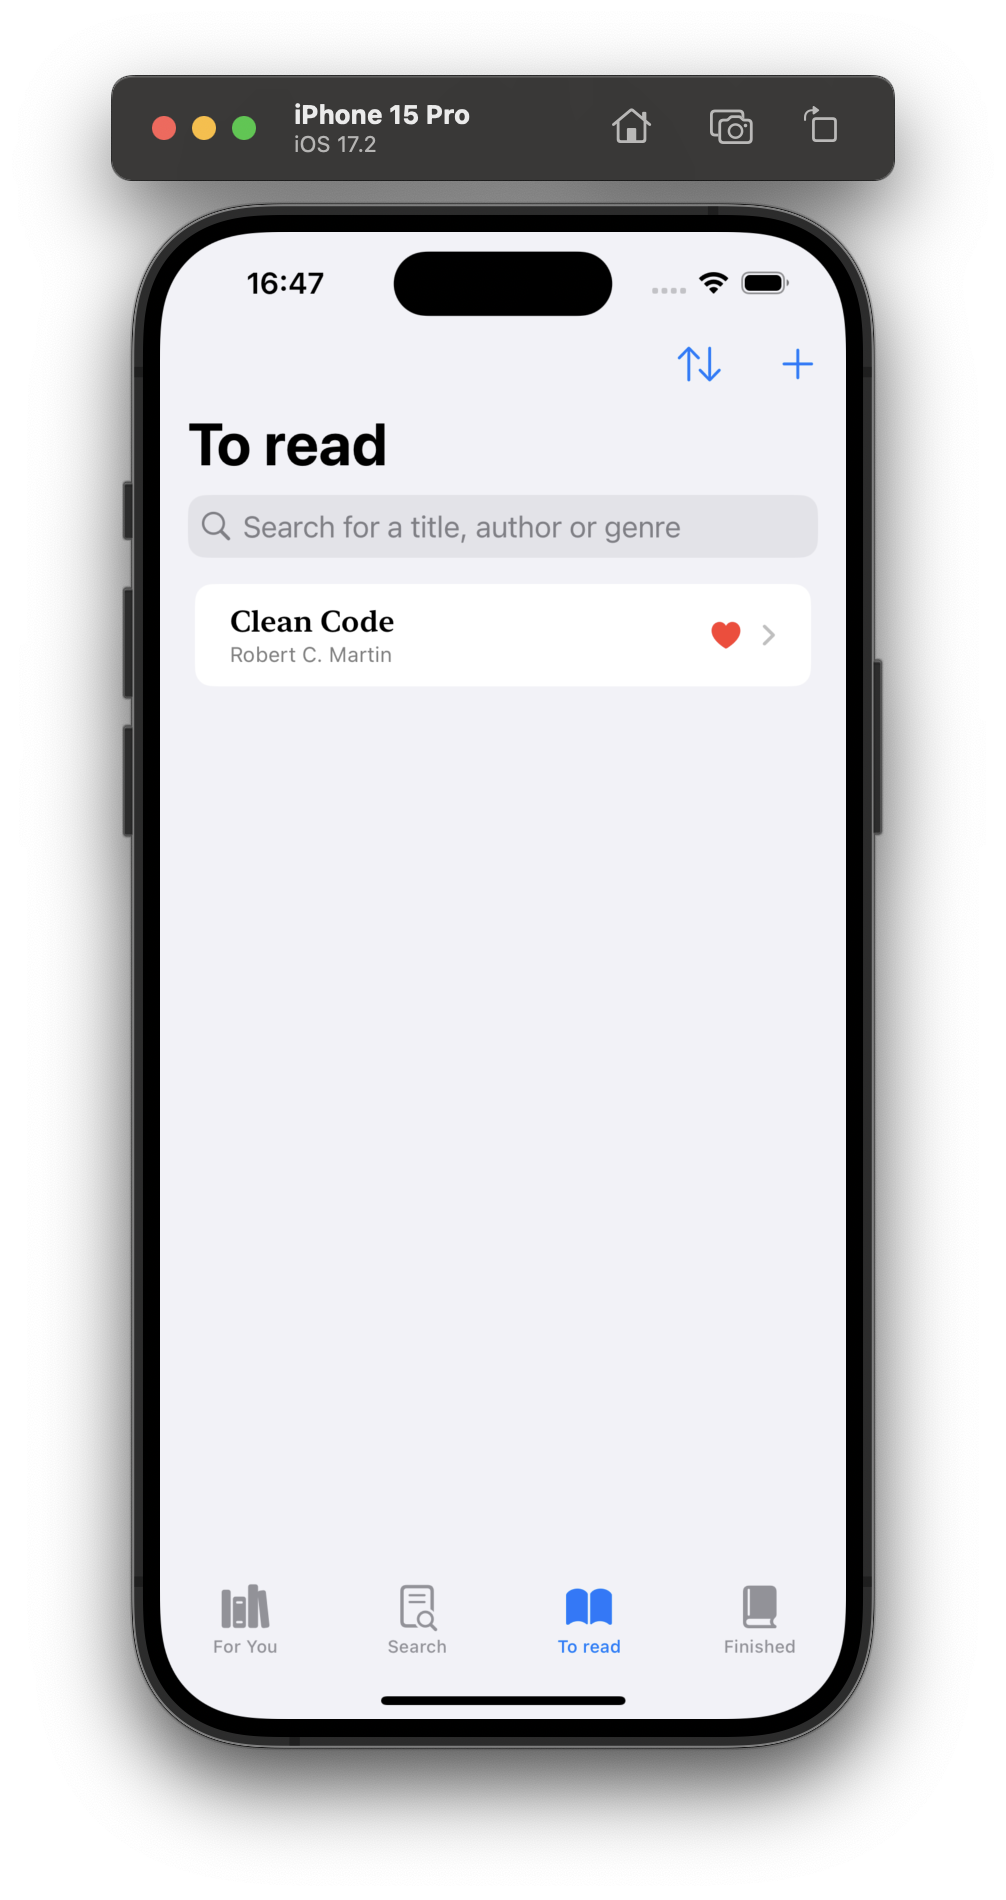 iPhone 15 Pro
iOS 17.2
16:47
To read
Search for a title, author or genre
Clean Code
Robert C. Martin
For You
Search
To read
Finished